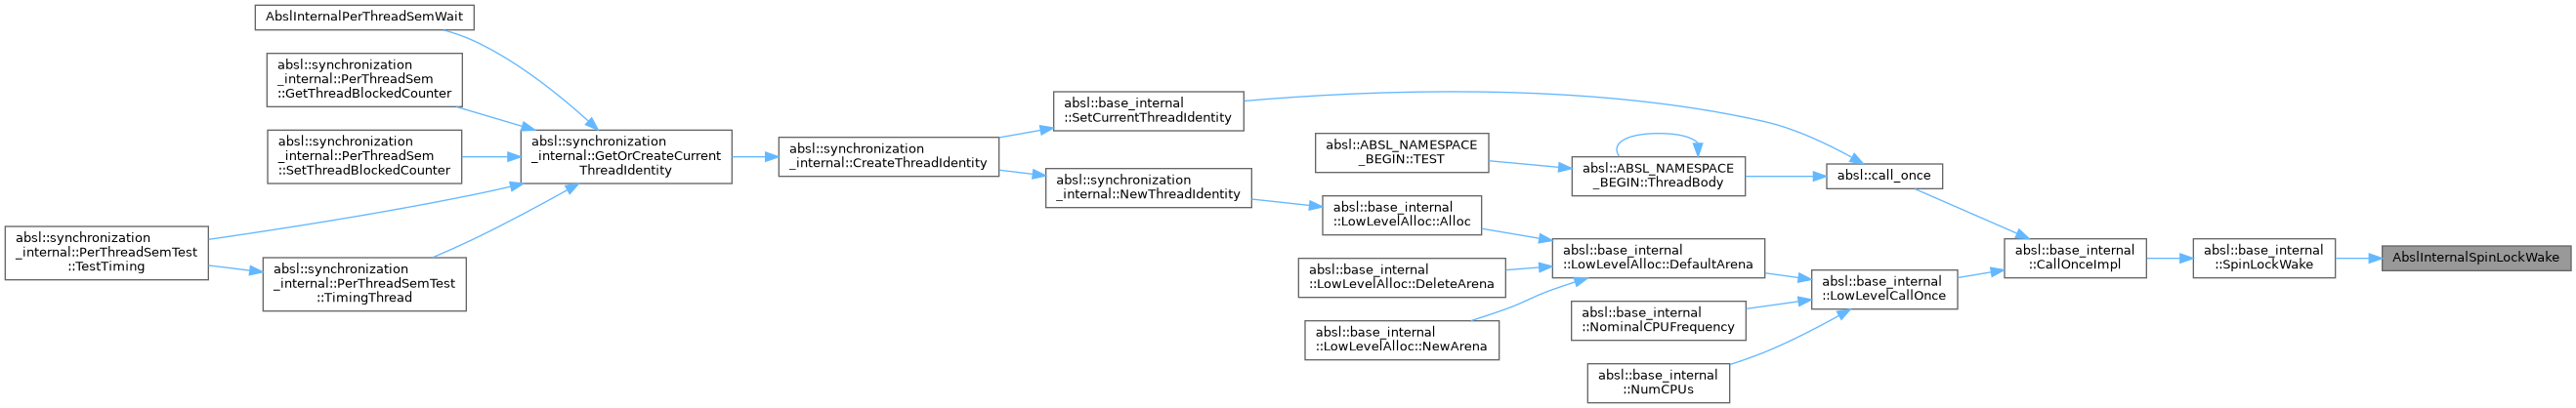 AbslInternalPerThreadSemWait
absl::synchronization
_internal::PerThreadSem
::GetThreadBlockedCounter
absl::synchronization
_internal::PerThreadSem
::SetThreadBlockedCounter
absl::synchronization
_internal::PerThreadSemTest
::TestTiming
absl::synchronization
_internal::PerThreadSemTest
::TimingThread
absl::synchronization
_internal::GetOrCreateCurrent
ThreadIdentity
absl::synchronization
_internal::CreateThreadIdentity
absl::base_internal
::SetCurrentThreadIdentity
absl::synchronization
_internal::NewThreadIdentity
absl::ABSL_NAMESPACE
_BEGIN::TEST
absl::base_internal
::LowLevelAlloc::Alloc
absl::base_internal
::LowLevelAlloc::DeleteArena
absl::base_internal
::LowLevelAlloc::NewArena
absl::ABSL_NAMESPACE
_BEGIN::ThreadBody
absl::base_internal
::LowLevelAlloc::DefaultArena
absl::base_internal
::NominalCPUFrequency
absl::base_internal
::NumCPUs
absl::call_once
absl::base_internal
::LowLevelCallOnce
absl::base_internal
::CallOnceImpl
absl::base_internal
::SpinLockWake
AbslInternalSpinLockWake